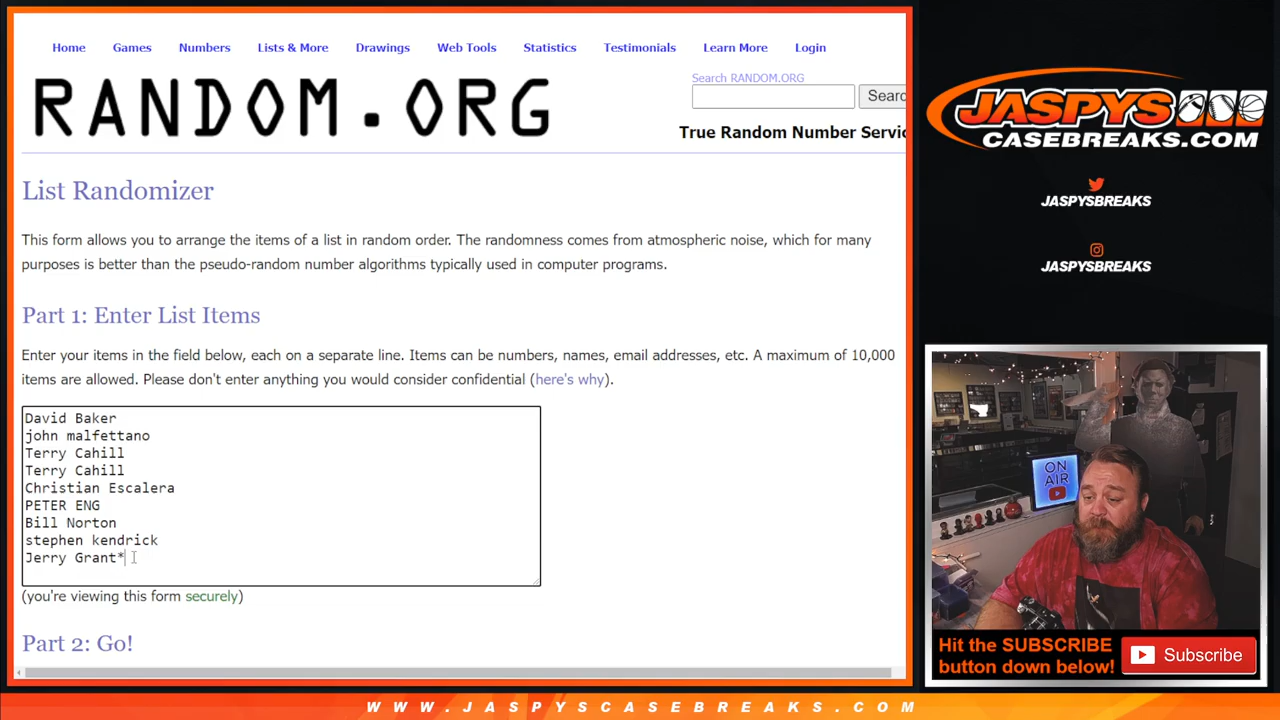 Home Games Numbers Lists & More Drawings Web Tools Statistics Testimonials Learn More Login
RANDOM.ORG
Search RANDOM.ORG
Searc
True Random Number Servic
List Randomizer
This form allows you to arrange the items of a list in random order. The randomness comes from atmospheric noise, which for many
purposes is better than the pseudo-random number algorithms typically used in computer programs.
Part 1: Enter List Items
Enter your items in the field below, each on a separate line. Items can be numbers, names, email addresses, etc. A maximum of 10,000
items are allowed. Please don't enter anything you would consider confidential (here's why).
David Baker
john malfettano
Terry Cahill
Terry Cahill
Christian Escalera
PETER ENG
Bill Norton
stephen kendrick
Jerry Grant*
(you're viewing this form securely)
Part 2: Go!
JASPYS
CASEBREAKS.COM
JASPYSBREAKS
JASPYSBREAKS
ON
AIR
Hit the SUBSCRIBE
button down below!
Subscribe
WWW.JASPYSCASEBREAKS.COM